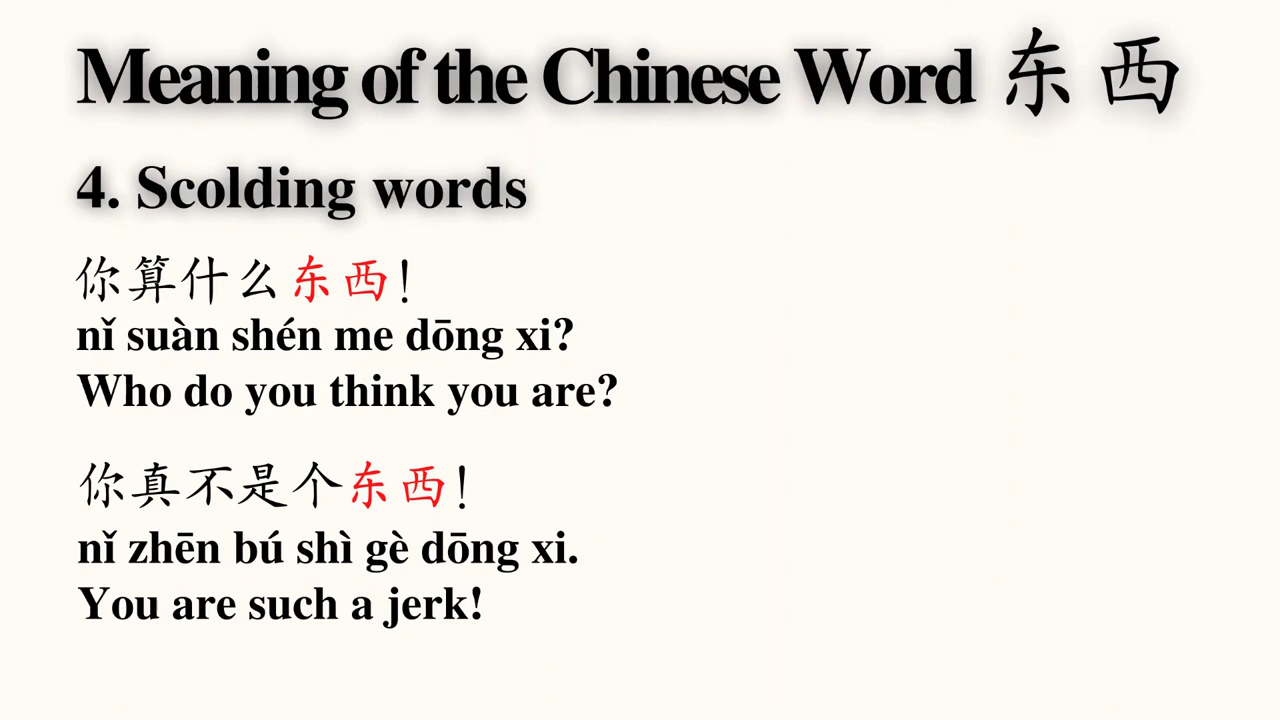 Meaning of the Chinese Word 东西
4. Scolding words
你算什么东西！
nǐ suàn shén me dōng xi?
Who do you think you are?
你真不是个东西！
nǐ zhēn bú shì gè dōng xi.
You are such a jerk!